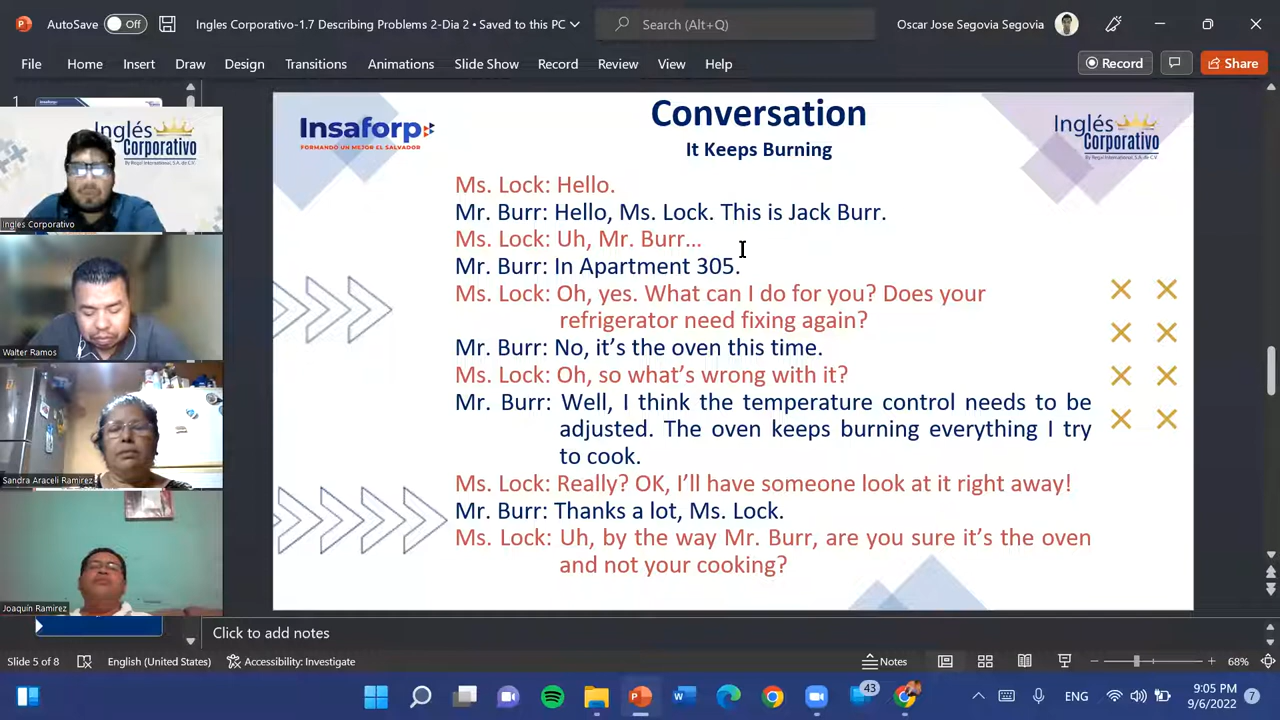 AutoSave Off Ingles Corporativo-1.7 Describing Problems 2-Dia 2 • Saved to this PC Search (Alt+Q) Oscar Jose Segovia Segovia
File Home Insert Draw Design Transitions Animations Slide Show Record Review View Help Record Share
1
Inglés Corporativo
Inglés Corporativo
Walter Ramos
Sandra Araceli Ramirez
Joaquín Ramirez
Insaforp
FORMANDO UN MEJOR EL SALVADOR
Conversation
It Keeps Burning
Inglés Corporativo
By Regal International, S.A. de C.V.
Ms. Lock: Hello.
Mr. Burr: Hello, Ms. Lock. This is Jack Burr.
Ms. Lock: Uh, Mr. Burr…
Mr. Burr: In Apartment 305.
Ms. Lock: Oh, yes. What can I do for you? Does your
refrigerator need fixing again?
Mr. Burr: No, it's the oven this time.
Ms. Lock: Oh, so what's wrong with it?
Mr. Burr: Well, I think the temperature control needs to be
adjusted. The oven keeps burning everything I try
to cook.
Ms. Lock: Really? OK, I'll have someone look at it right away!
Mr. Burr: Thanks a lot, Ms. Lock.
Ms. Lock: Uh, by the way Mr. Burr, are you sure it's the oven
and not your cooking?
Click to add notes
Slide 5 of 8 English (United States) Accessibility: Investigate Notes 68%
43 ENG 9:05 PM
9/6/2022 7